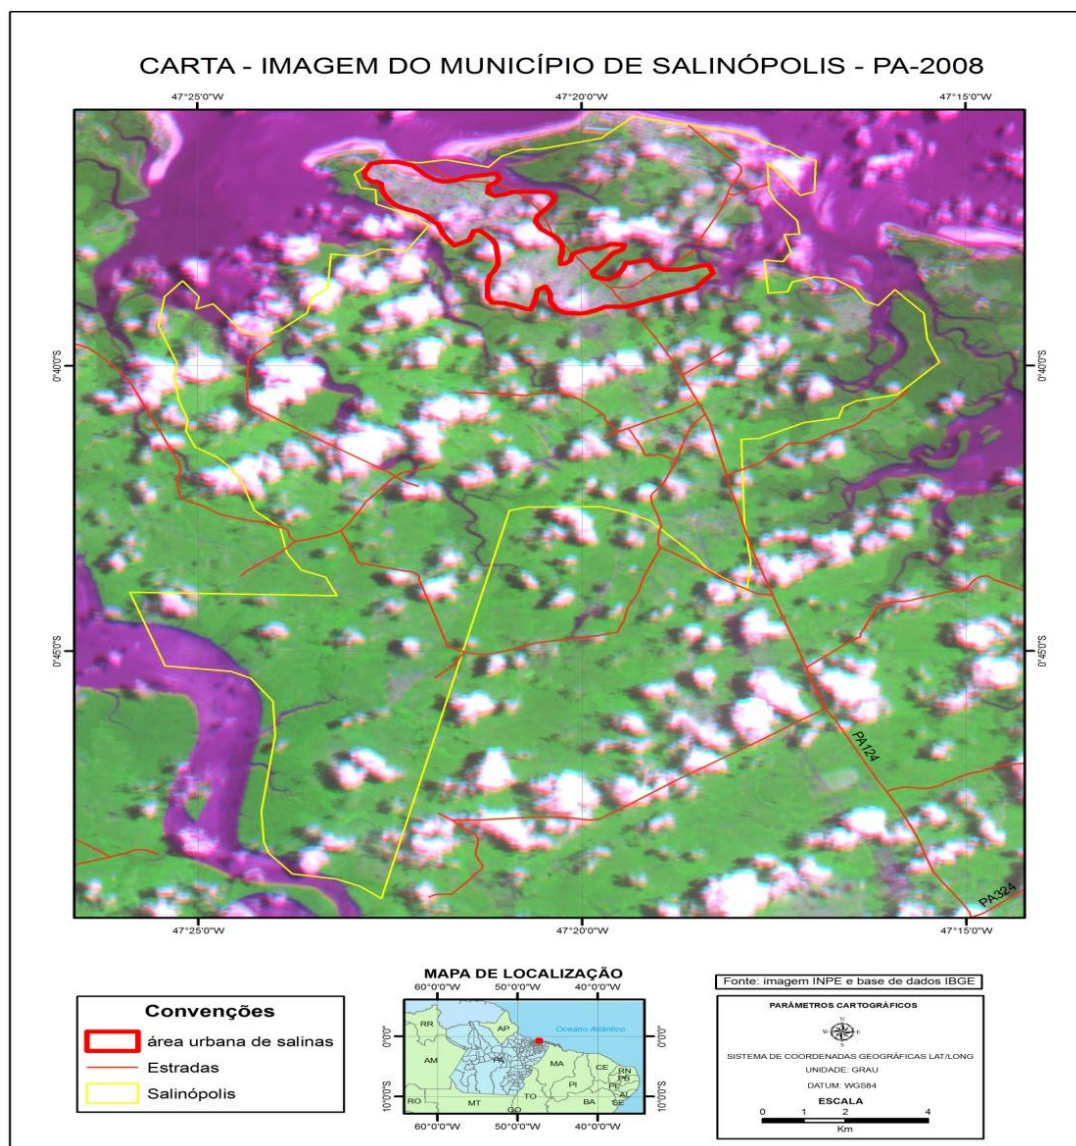 CARTA - IMAGEM DO MUNICÍPIO DE SALINÓPOLIS - PA-2008
47°25'0"W 47°20'0"W 47°15'0"W
0°40'0"S 0°40'0"S
0°45'0"S 0°45'0"S
PA124
PA324
47°25'0"W 47°20'0"W 47°15'0"W
Convenções
área urbana de salinas
Estradas
Salinópolis
MAPA DE LOCALIZAÇÃO
60°0'0"W 50°0'0"W 40°0'0"W
0°0'0" 0°0'0"
10°0'0"S 10°0'0"S
Oceano Atlântico
RR AP
AM PA MA CE RN
PB
PI PE
AL
SE
RO MT TO BA
GO
60°0'0"W 50°0'0"W 40°0'0"W
Fonte: imagem INPE e base de dados IBGE
PARÂMETROS CARTOGRÁFICOS
N
W E
S
SISTEMA DE COORDENADAS GEOGRÁFICAS LAT/LONG
UNIDADE: GRAU
DATUM: WGS84
ESCALA
0 1 2 4
Km